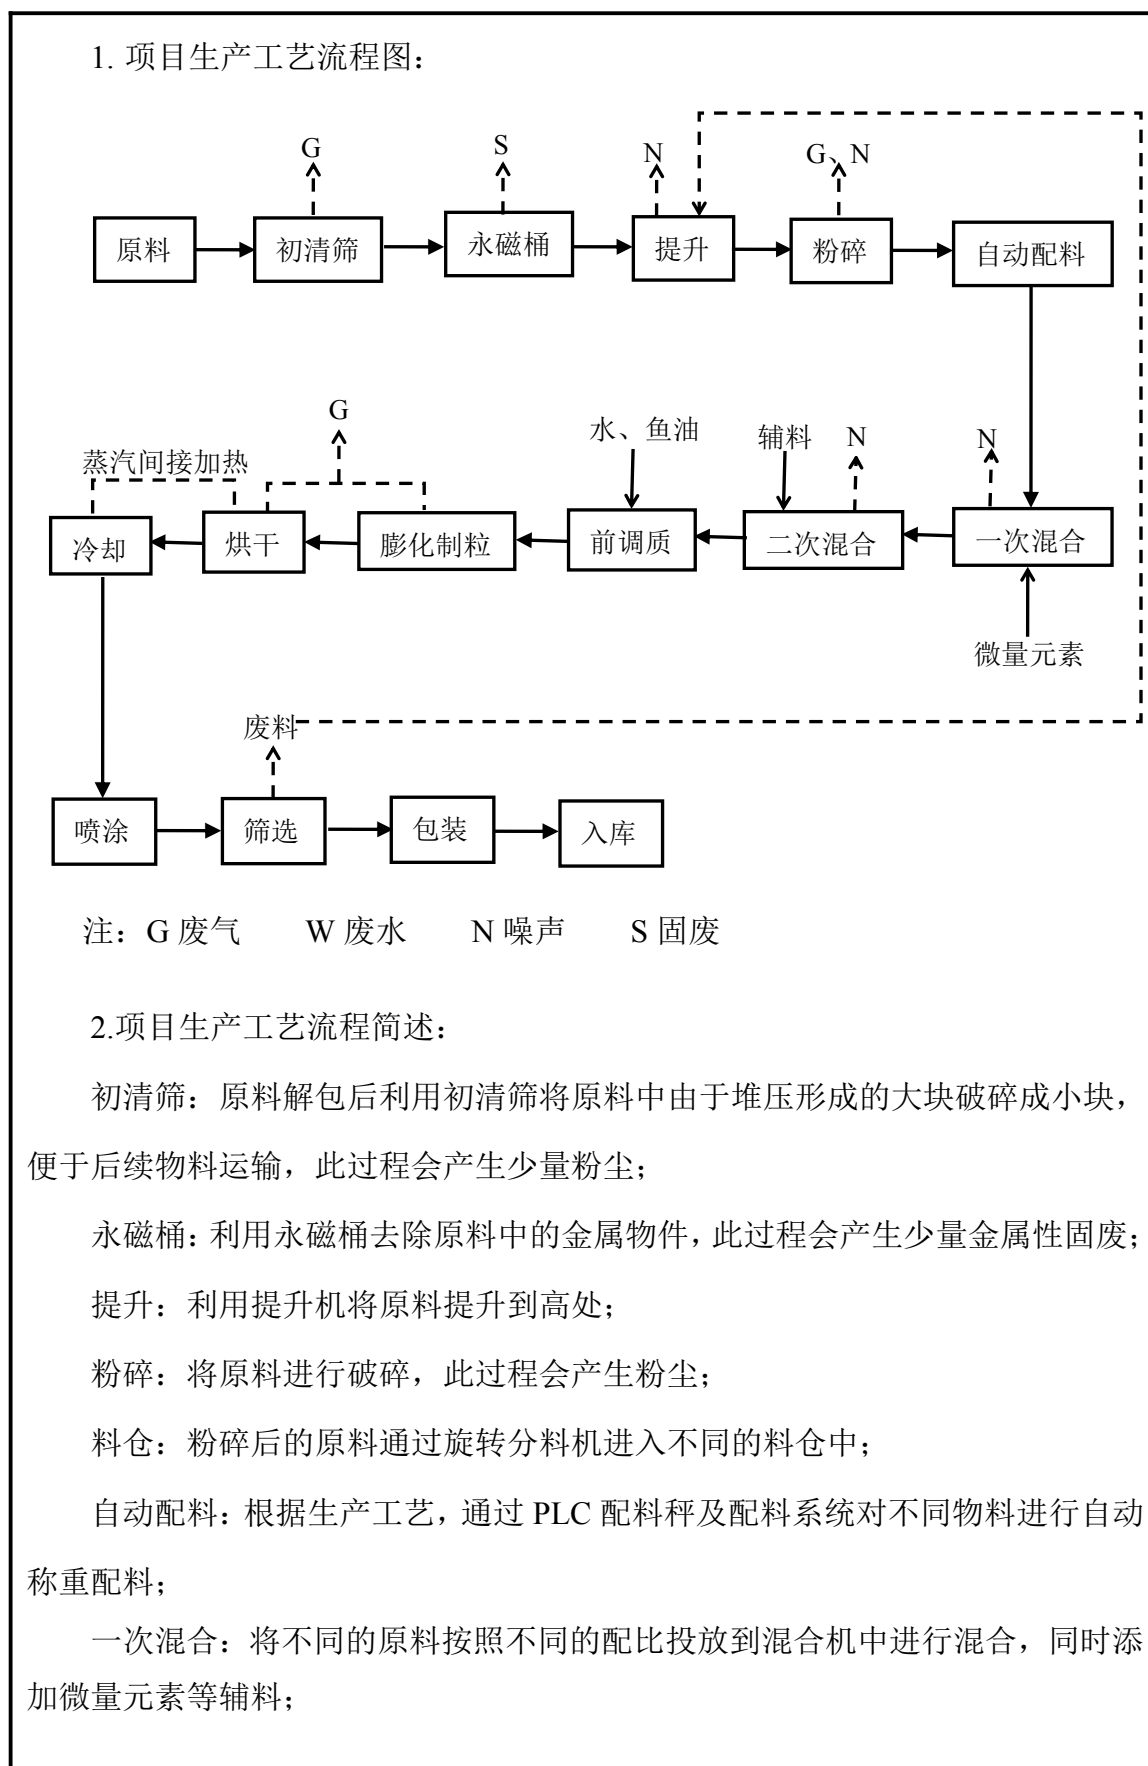 1. 项目生产工艺流程图：
G
S
N
G、N
原料
初清筛
永磁桶
提升
粉碎
自动配料
G
水、鱼油
辅料
N
N
蒸汽间接加热
冷却
烘干
膨化制粒
前调质
二次混合
一次混合
微量元素
废料
喷涂
筛选
包装
入库
注：G 废气 W 废水 N 噪声 S 固废
2.项目生产工艺流程简述：
初清筛：原料解包后利用初清筛将原料中由于堆压形成的大块破碎成小块，
便于后续物料运输，此过程会产生少量粉尘；
永磁桶：利用永磁桶去除原料中的金属物件，此过程会产生少量金属性固废；
提升：利用提升机将原料提升到高处；
粉碎：将原料进行破碎，此过程会产生粉尘；
料仓：粉碎后的原料通过旋转分料机进入不同的料仓中；
自动配料：根据生产工艺，通过 PLC 配料秤及配料系统对不同物料进行自动
称重配料；
一次混合：将不同的原料按照不同的配比投放到混合机中进行混合，同时添
加微量元素等辅料；